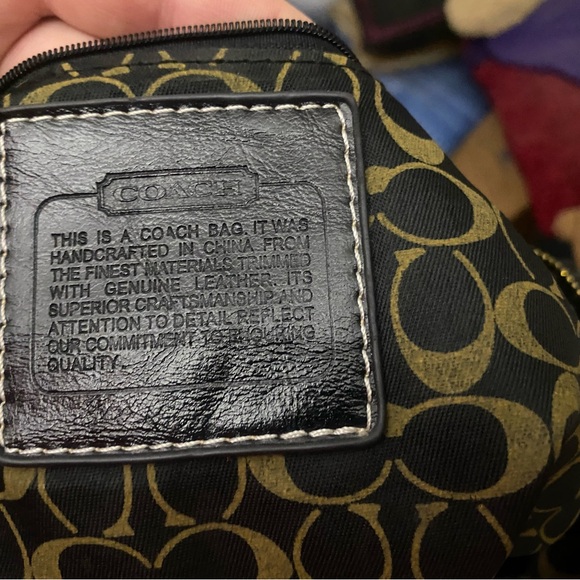 COACH
THIS IS A COACH BAG. IT WAS
HANDCRAFTED IN CHINA FROM
THE FINEST MATERIALS TRIMMED
WITH GENUINE LEATHER. ITS
SUPERIOR CRAFTSMANSHIP AND
ATTENTION TO DETAIL REFLECT
OUR COMMITMENT TO
QUALITY.